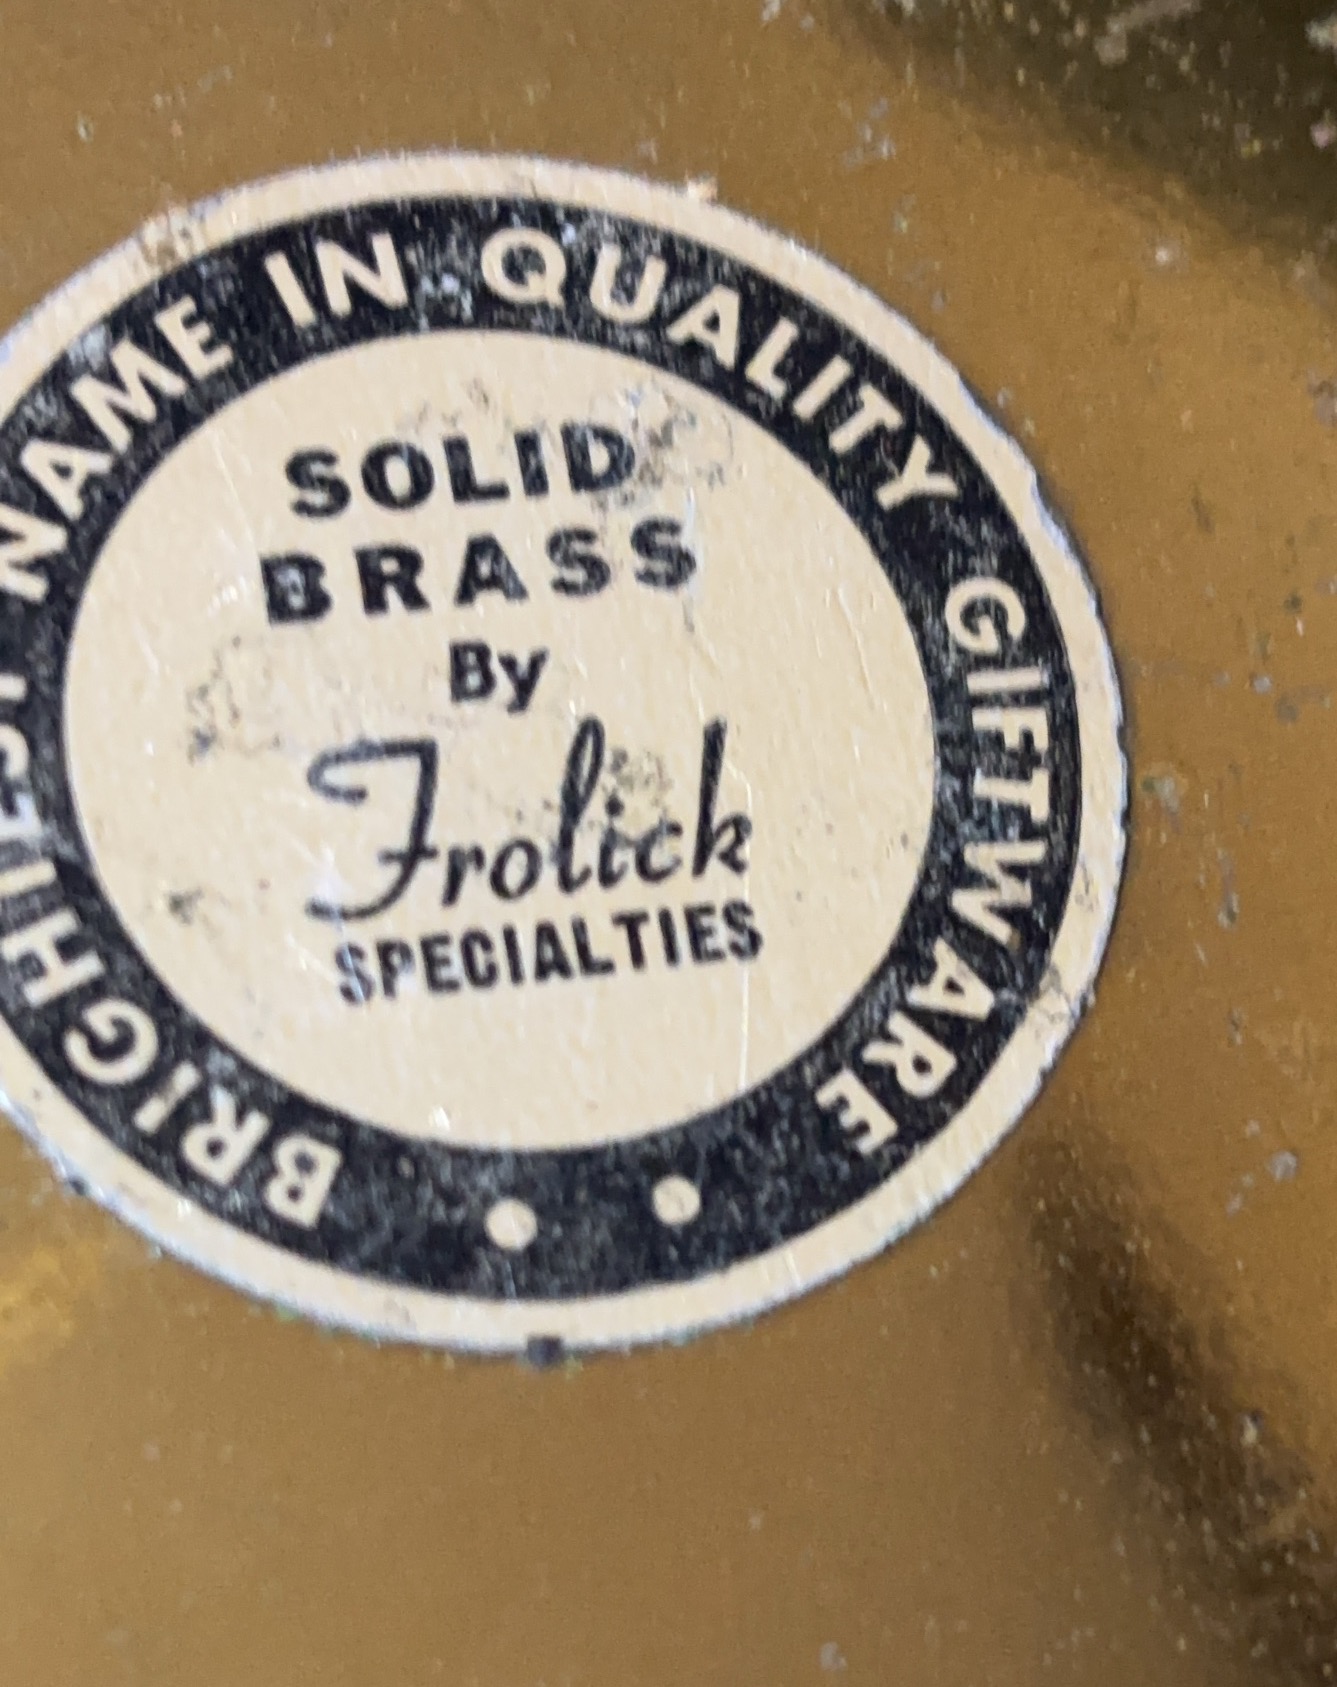 BRIGHTEST NAME IN QUALITY GIFTWARE
SOLID
BRASS
By
Frolick
SPECIALTIES